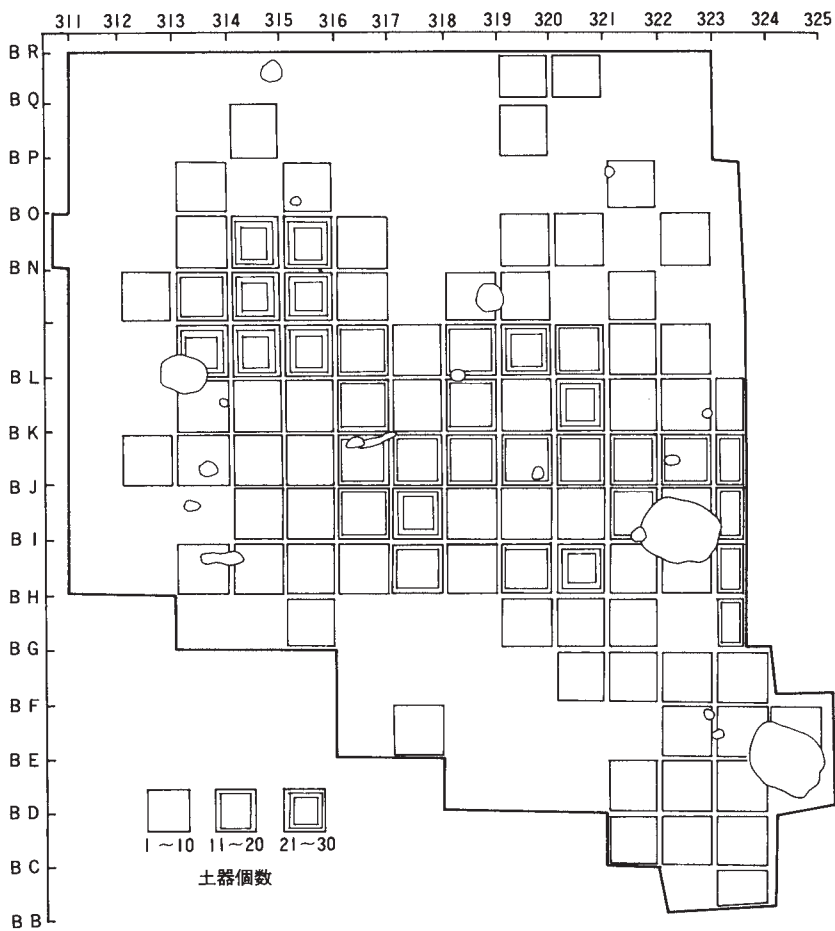 311 312 313 314 315 316 317 318 319 320 321 322 323 324 325
BR
BQ
BP
BO
BN
BL
BK
BJ
BI
BH
BG
BF
BE
BD
BC
BB
1～10 11～20 21～30
土器個数